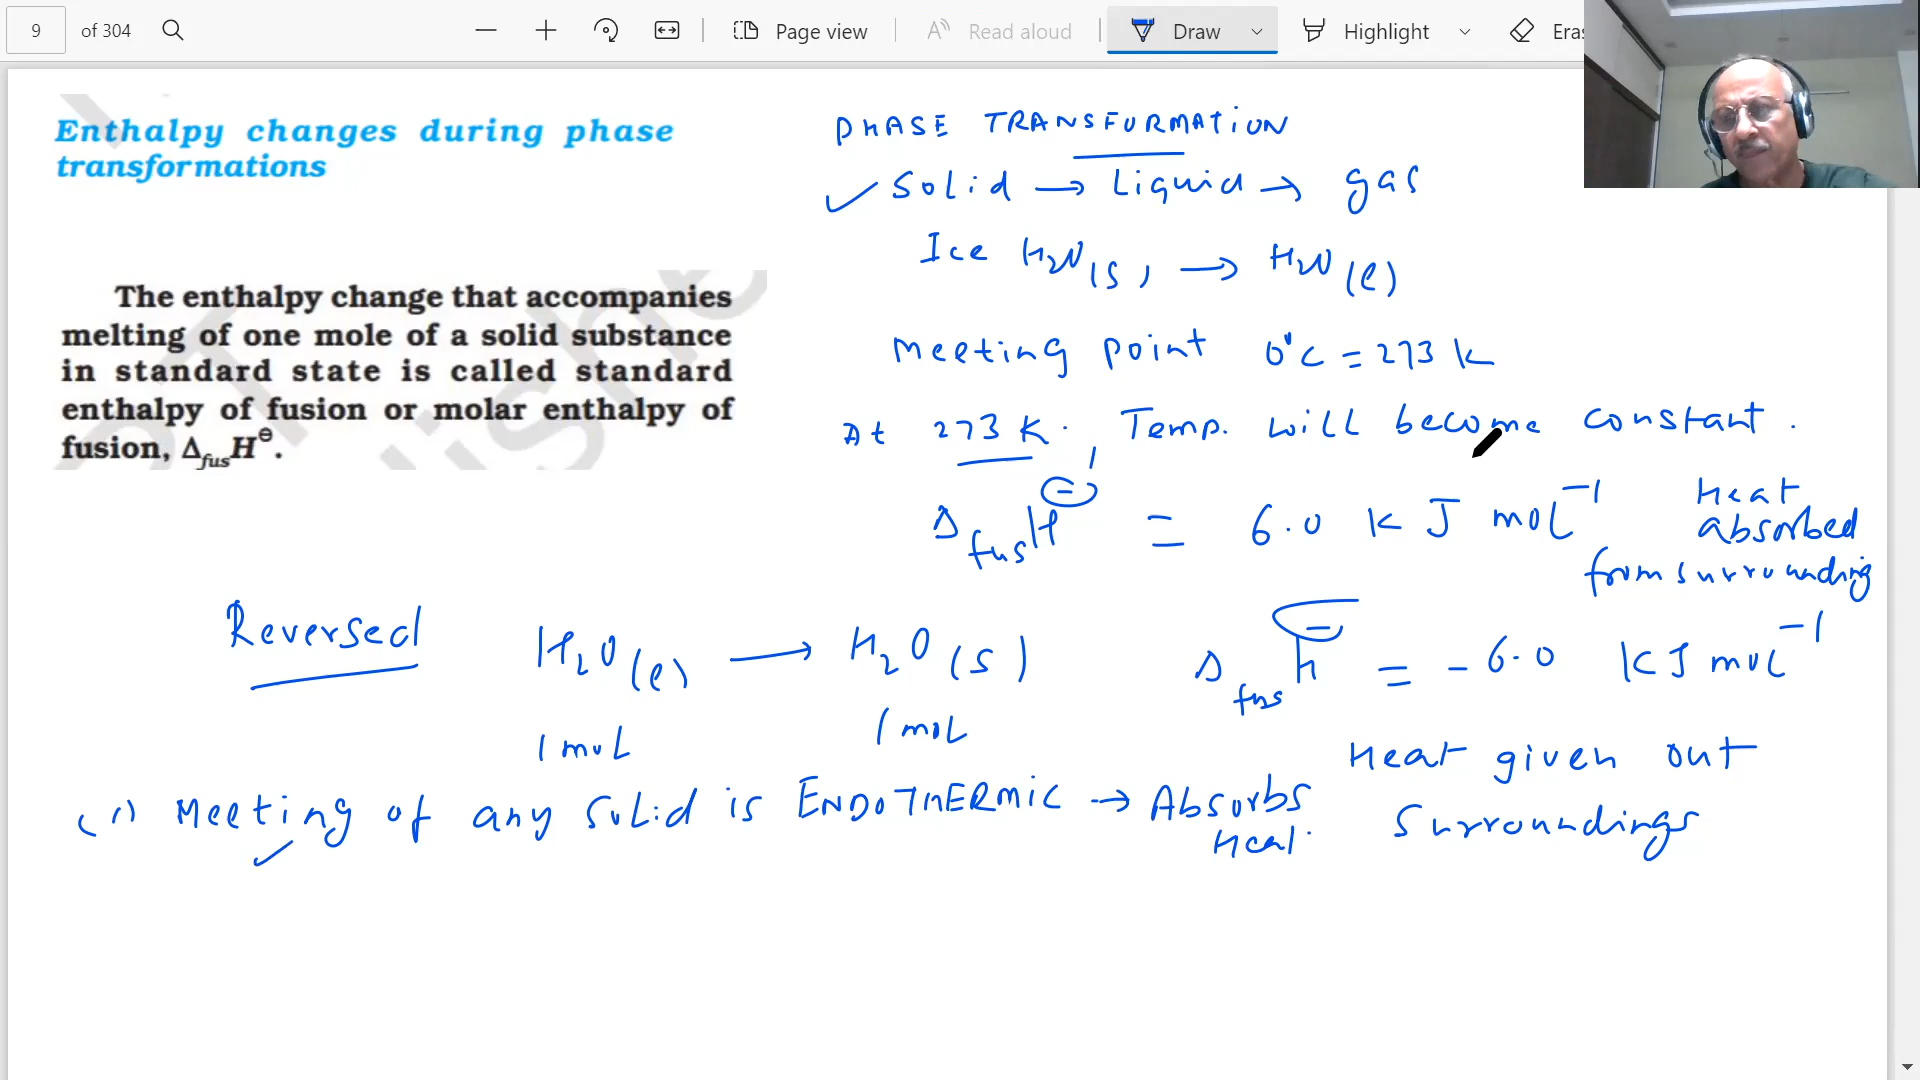 9 of 304 Page view Read aloud Draw Highlight Eras
Enthalpy changes during phase
transformations
The enthalpy change that accompanies
melting of one mole of a solid substance
in standard state is called standard
enthalpy of fusion or molar enthalpy of
fusion, ΔfusH⊖.
PHASE TRANSFORMATION
✓ Solid → Liquid → gas
Ice H₂O(s) → H₂O(l)
Meeting point 0°C = 273 K
At 273 K, Temp. will become constant.
ΔfusH⊖ = 6.0 kJ mol⁻¹
Heat
absorbed
from surrounding
Reversed H₂O(l) → H₂O(s) Δfush⊖ = -6.0 kJ mol⁻¹
1 mol 1 mol
Heat given out
Surroundings
(1) Meeting of any Solid is ENDOTHERMIC → Absorbs
Heat.